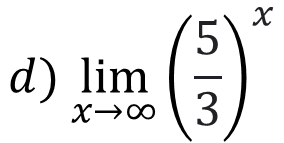 d) lim x→∞ (5/3)^x